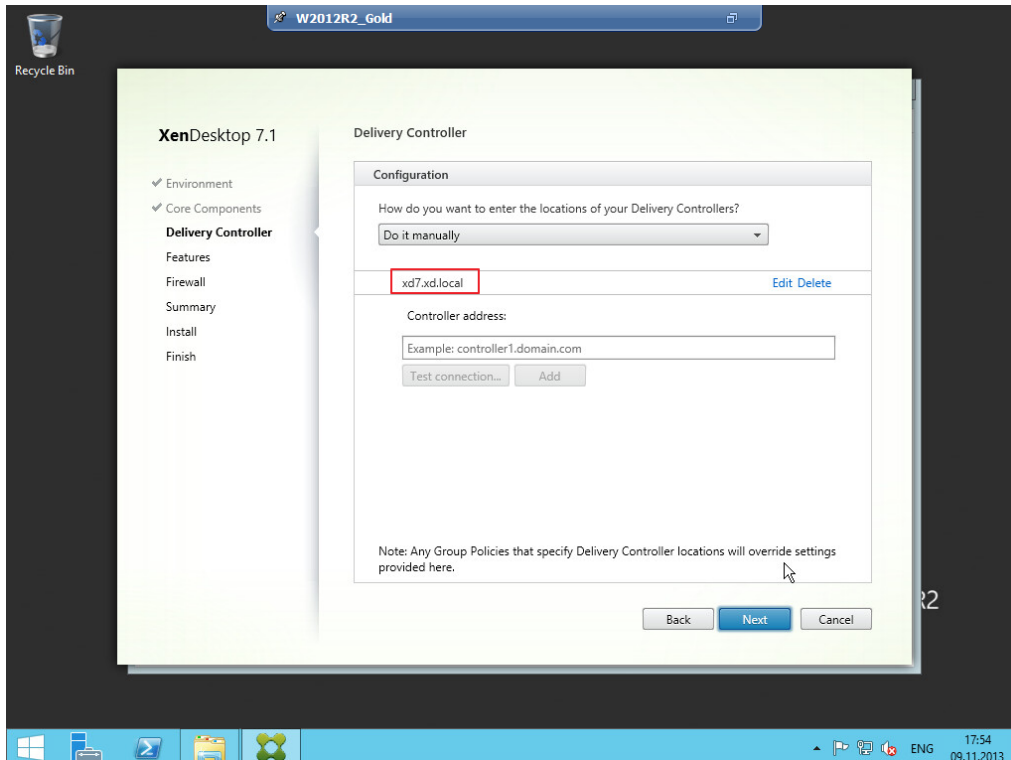 W2012R2_Gold
Recycle Bin
XenDesktop 7.1
Environment
Core Components
Delivery Controller
Features
Firewall
Summary
Install
Finish
Delivery Controller
Configuration
How do you want to enter the locations of your Delivery Controllers?
Do it manually
xd7.xd.local Edit Delete
Controller address:
Example: controller1.domain.com
Test connection... Add
Note: Any Group Policies that specify Delivery Controller locations will override settings
provided here.
Back Next Cancel
R2
ENG
17:54
09.11.2013